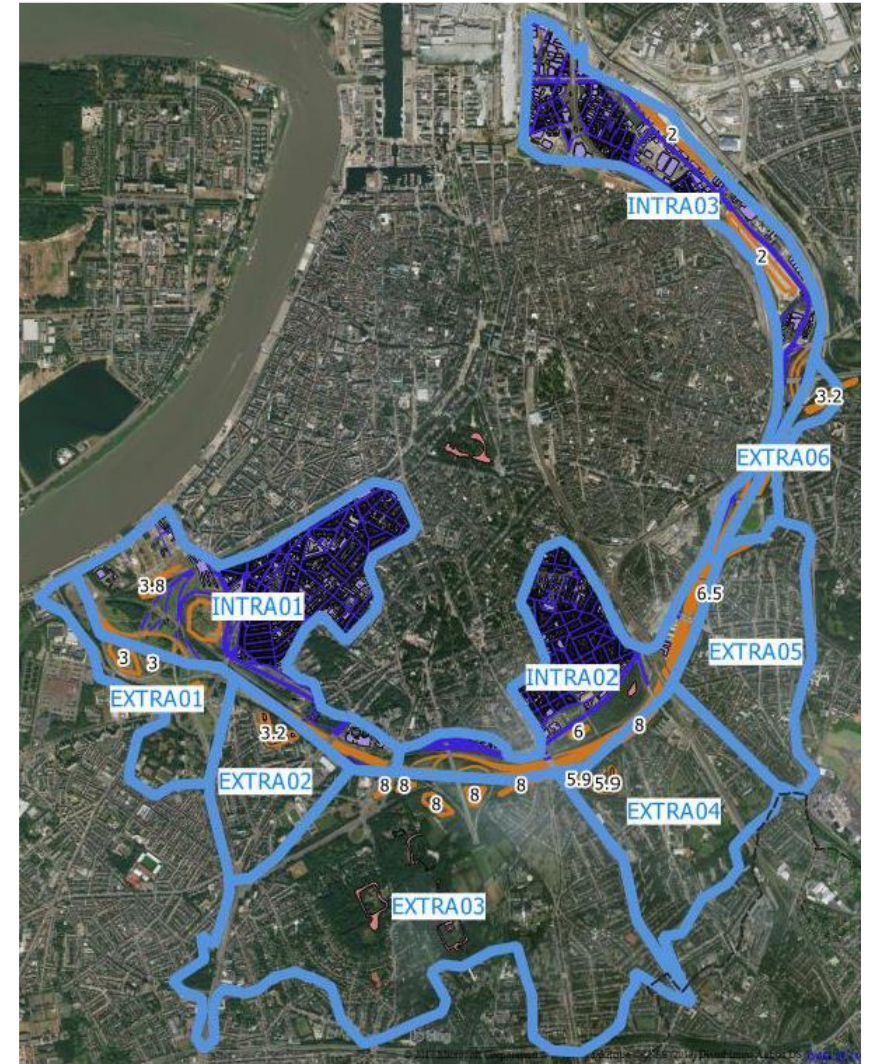 2
INTRA03
2
3.2
EXTRA06
3.8
INTRA01
6.5
3
3
EXTRA05
EXTRA01
INTRA02
3.2
6
8
EXTRA02
8
8
8
8
8
5.9
5.9
EXTRA04
EXTRA03